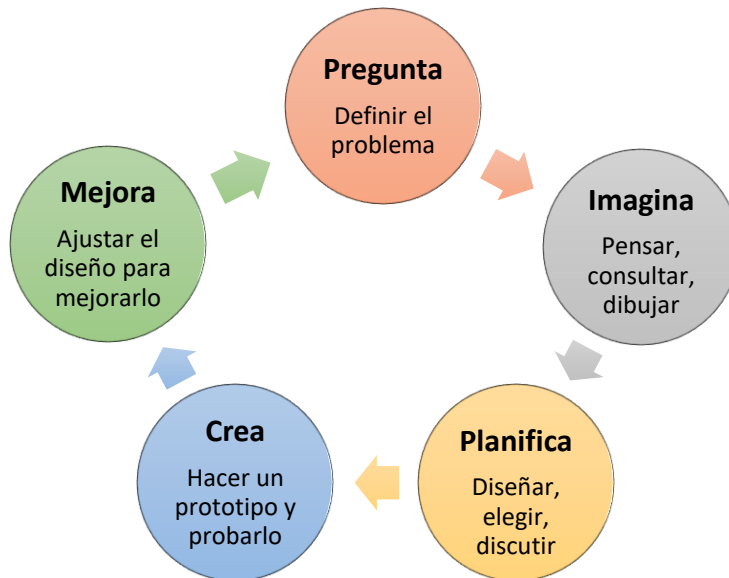 Pregunta
Definir el
problema
Imagina
Pensar,
consultar,
dibujar
Planifica
Diseñar,
elegir,
discutir
Crea
Hacer un
prototipo y
probarlo
Mejora
Ajustar el
diseño para
mejorarlo